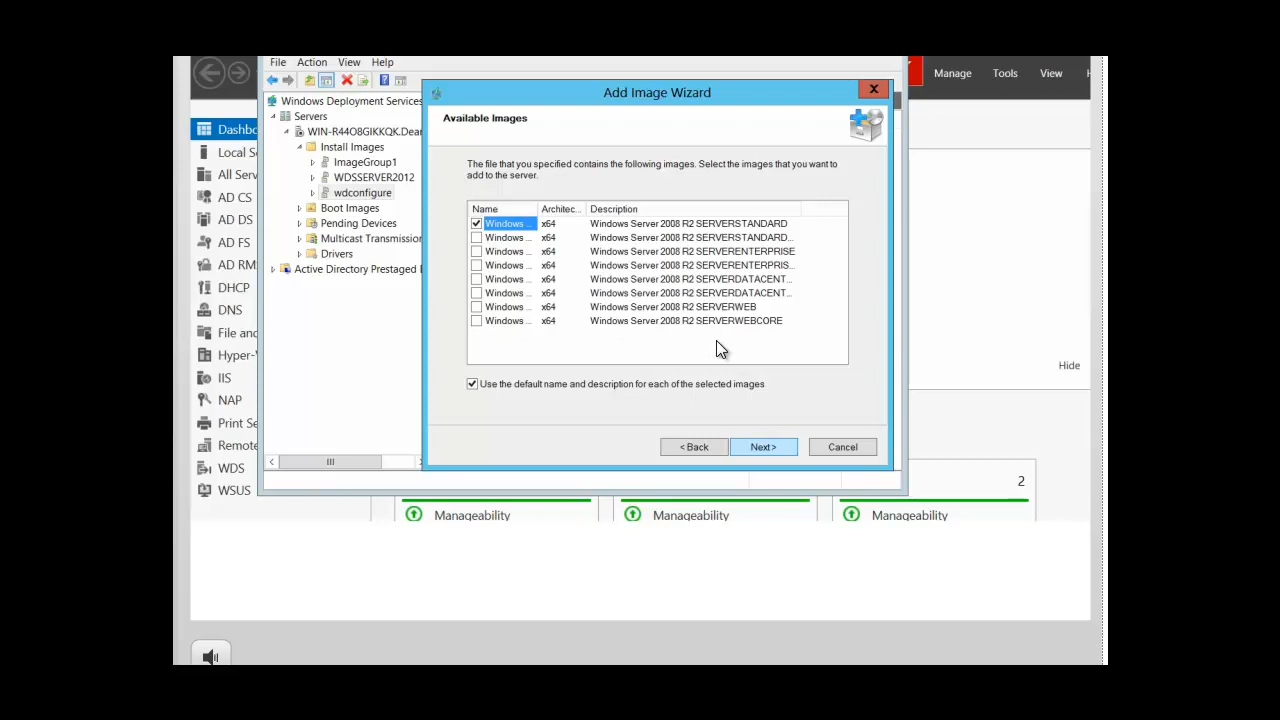 File Action View Help
Manage Tools View
Windows Deployment Services
Servers
WIN-R44O8GIKKQK.Dear
Install Images
ImageGroup1
WDSSERVER2012
wdconfigure
Boot Images
Pending Devices
Multicast Transmission
Drivers
Active Directory Prestaged
Dashbo
Local S
All Serv
AD CS
AD DS
AD FS
AD RM
DHCP
DNS
File and
Hyper-
IIS
NAP
Print Se
Remote
WDS
WSUS
Add Image Wizard
Available Images
The file that you specified contains the following images. Select the images that you want to
add to the server.
Name Architec... Description
Windows ... x64 Windows Server 2008 R2 SERVERSTANDARD
Windows ... x64 Windows Server 2008 R2 SERVERSTANDARD...
Windows ... x64 Windows Server 2008 R2 SERVERENTERPRISE
Windows ... x64 Windows Server 2008 R2 SERVERENTERPRIS...
Windows ... x64 Windows Server 2008 R2 SERVERDATACENT...
Windows ... x64 Windows Server 2008 R2 SERVERDATACENT...
Windows ... x64 Windows Server 2008 R2 SERVERWEB
Windows ... x64 Windows Server 2008 R2 SERVERWEBCORE
Use the default name and description for each of the selected images
< Back Next> Cancel
Hide
2
Manageability Manageability Manageability